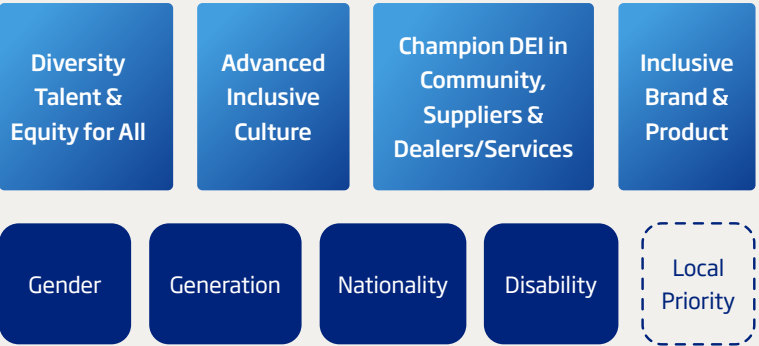 Diversity
Talent &
Equity for All
Advanced
Inclusive
Culture
Champion DEI in
Community,
Suppliers &
Dealers/Services
Inclusive
Brand &
Product
Gender
Generation
Nationality
Disability
Local
Priority